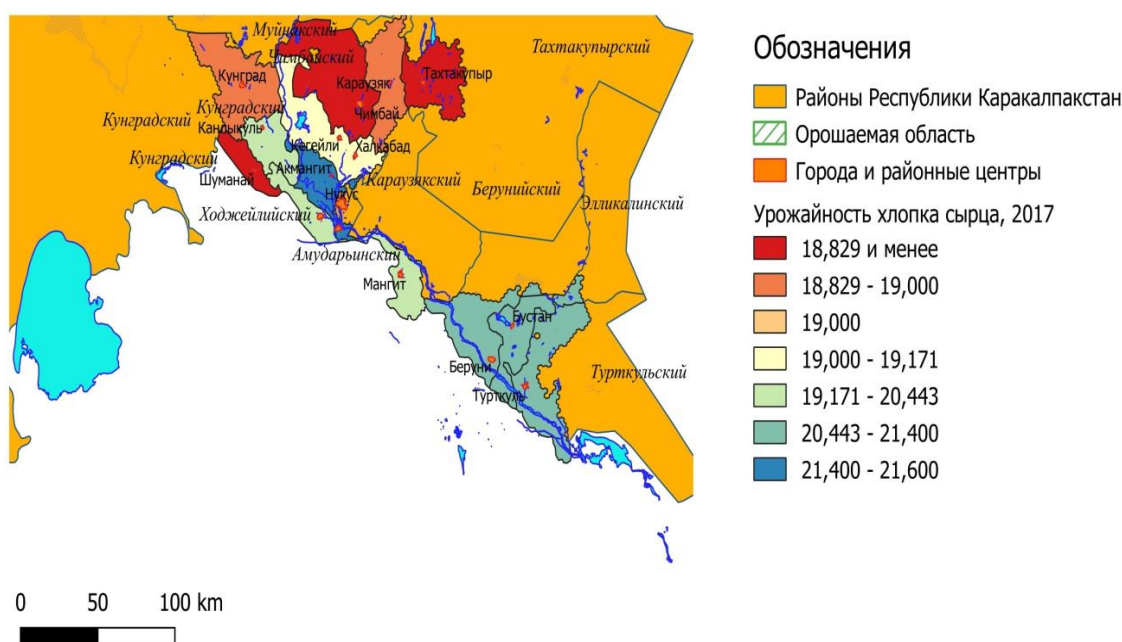 Муйнакский
Тахтакупырский
Чимбайский
Кунград
Караузяк
Тахтакупыр
Кунградский
Кунградский
Чимбай
Кандыкуль
Кегейли
Халкабад
Кунградский
Акмангит
Шуманай
Караузякский
Берунийский
Нукус
Элликалинский
Ходжейлийский
Амударьинский
Мангит
Бустан
Беруни
Турткульский
Турткуль
Обозначения
Районы Республики Каракалпакстан
Орошаемая область
Города и районные центры
Урожайность хлопка сырца, 2017
18,829 и менее
18,829 - 19,000
19,000
19,000 - 19,171
19,171 - 20,443
20,443 - 21,400
21,400 - 21,600
0 50 100 km